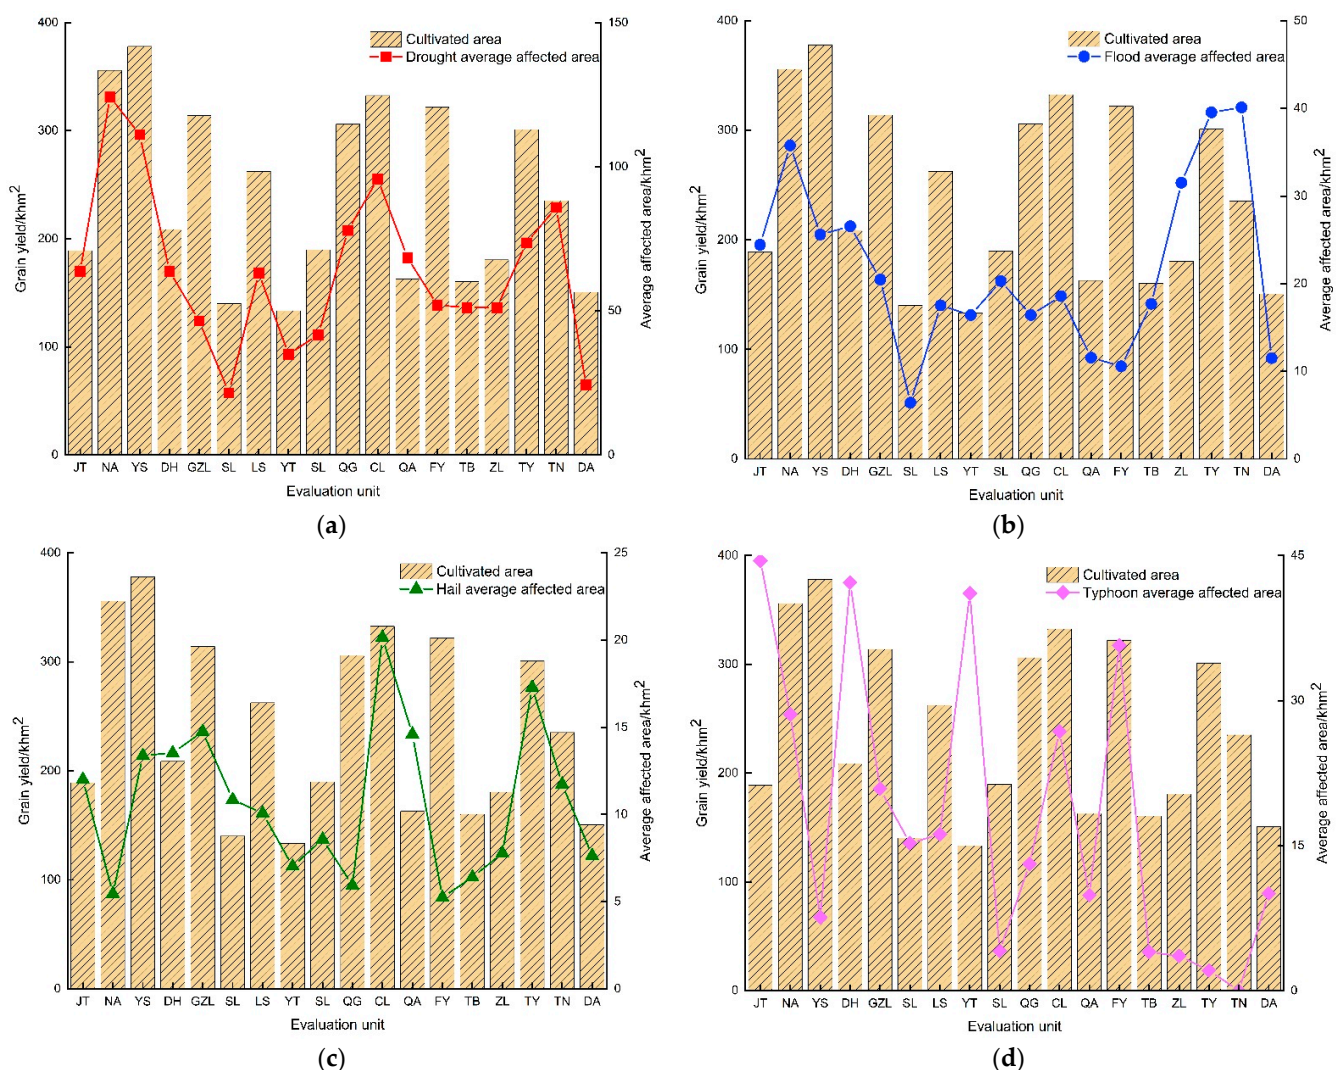 400
300
200
100
0
Grain yield/khm2
150
100
50
0
Average affected area/khm2
Cultivated area
Drought average affected area
JT NA YS DH GZL SL LS YT SL QG CL QA FY TB ZL TY TN DA
Evaluation unit
(a)
400
300
200
100
0
Grain yield/khm2
50
40
30
20
10
0
Average affected area/khm2
Cultivated area
Flood average affected area
JT NA YS DH GZL SL LS YT SL QG CL QA FY TB ZL TY TN DA
Evaluation unit
(b)
400
300
200
100
0
Grain yield/khm2
25
20
15
10
5
0
Average affected area/khm2
Cultivated area
Hail average affected area
JT NA YS DH GZL SL LS YT SL QG CL QA FY TB ZL TY TN DA
Evaluation unit
(c)
400
300
200
100
0
Grain yield/khm2
45
30
15
0
Average affected area/khm2
Cultivated area
Typhoon average affected area
JT NA YS DH GZL SL LS YT SL QG CL QA FY TB ZL TY TN DA
Evaluation unit
(d)